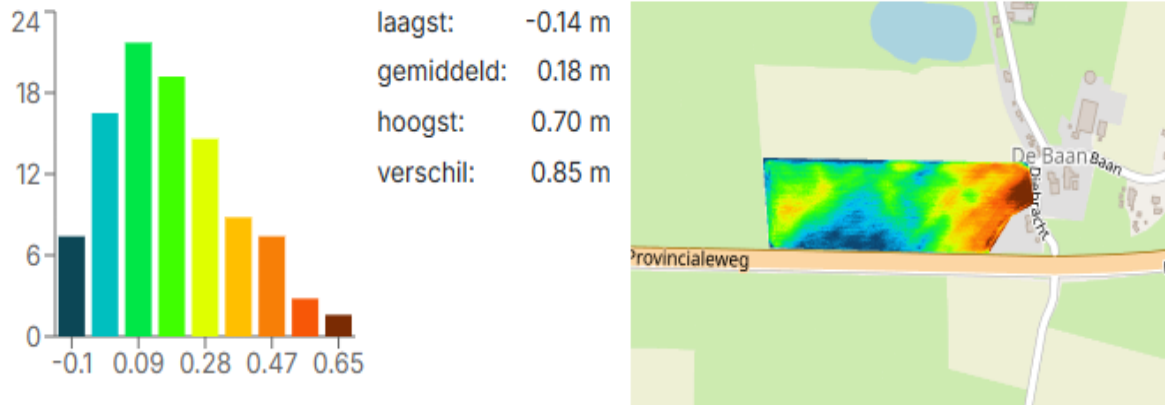 24
18
12
6
0
-0.1 0.09 0.28 0.47 0.65
laagst: -0.14 m
gemiddeld: 0.18 m
hoogst: 0.70 m
verschil: 0.85 m
De Baan
Baan
Diebracht
Provincialeweg